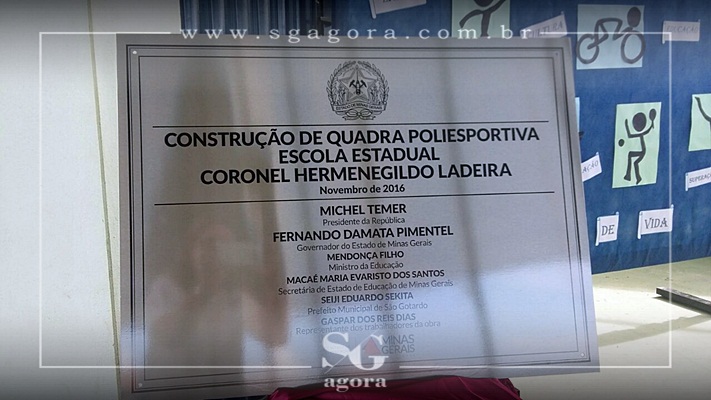 www.sgagora.com.br
CONSTRUÇÃO DE QUADRA POLIESPORTIVA
ESCOLA ESTADUAL
CORONEL HERMENEGILDO LADEIRA
Novembro de 2016
MICHEL TEMER
Presidente da República
FERNANDO DAMATA PIMENTEL
Governador do Estado de Minas Gerais
MENDONÇA FILHO
Ministro da Educação
MACAÉ MARIA EVARISTO DOS SANTOS
Secretária de Estado de Educação de Minas Gerais
SEIJI EDUARDO SEKITA
Prefeito Municipal de São Gotardo
GASPAR DOS REIS DIAS
Representante dos trabalhadores da obra
MINAS
GERAIS
SG
agora
DE VIDA